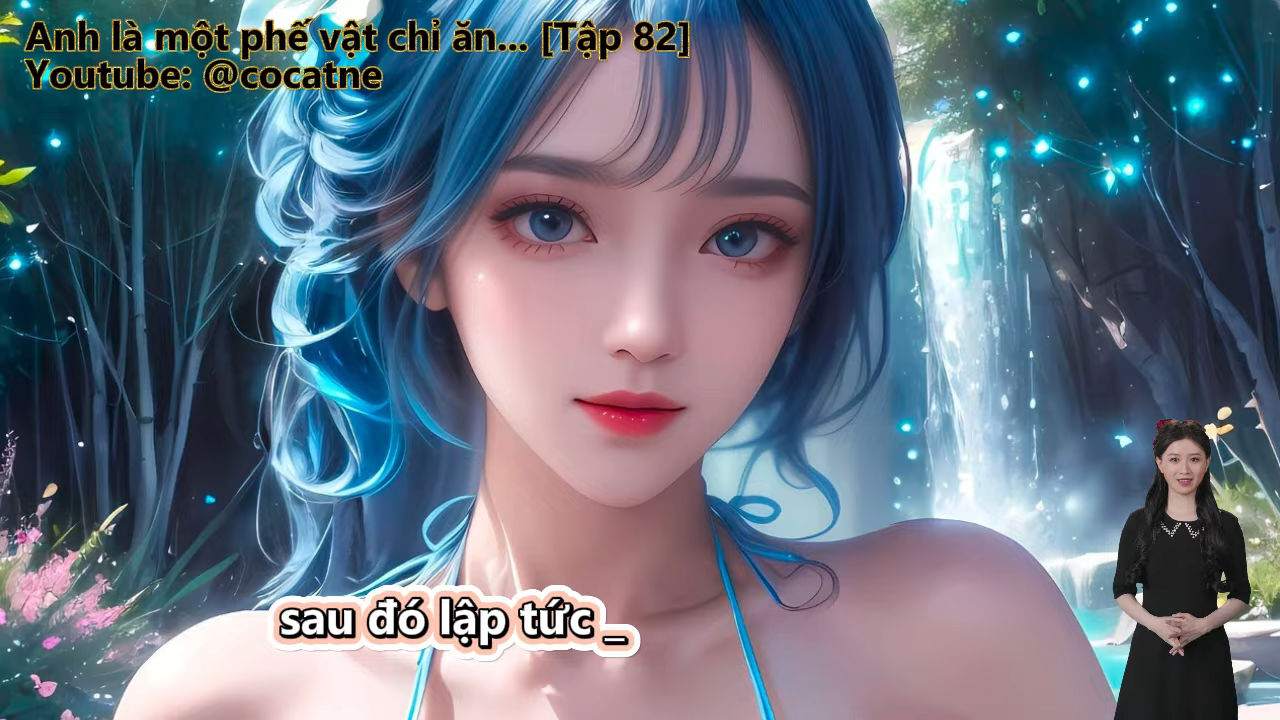 Anh là một phế vật chỉ ăn... [Tập 82]
Youtube: @cocatne
sau đó lập tức _